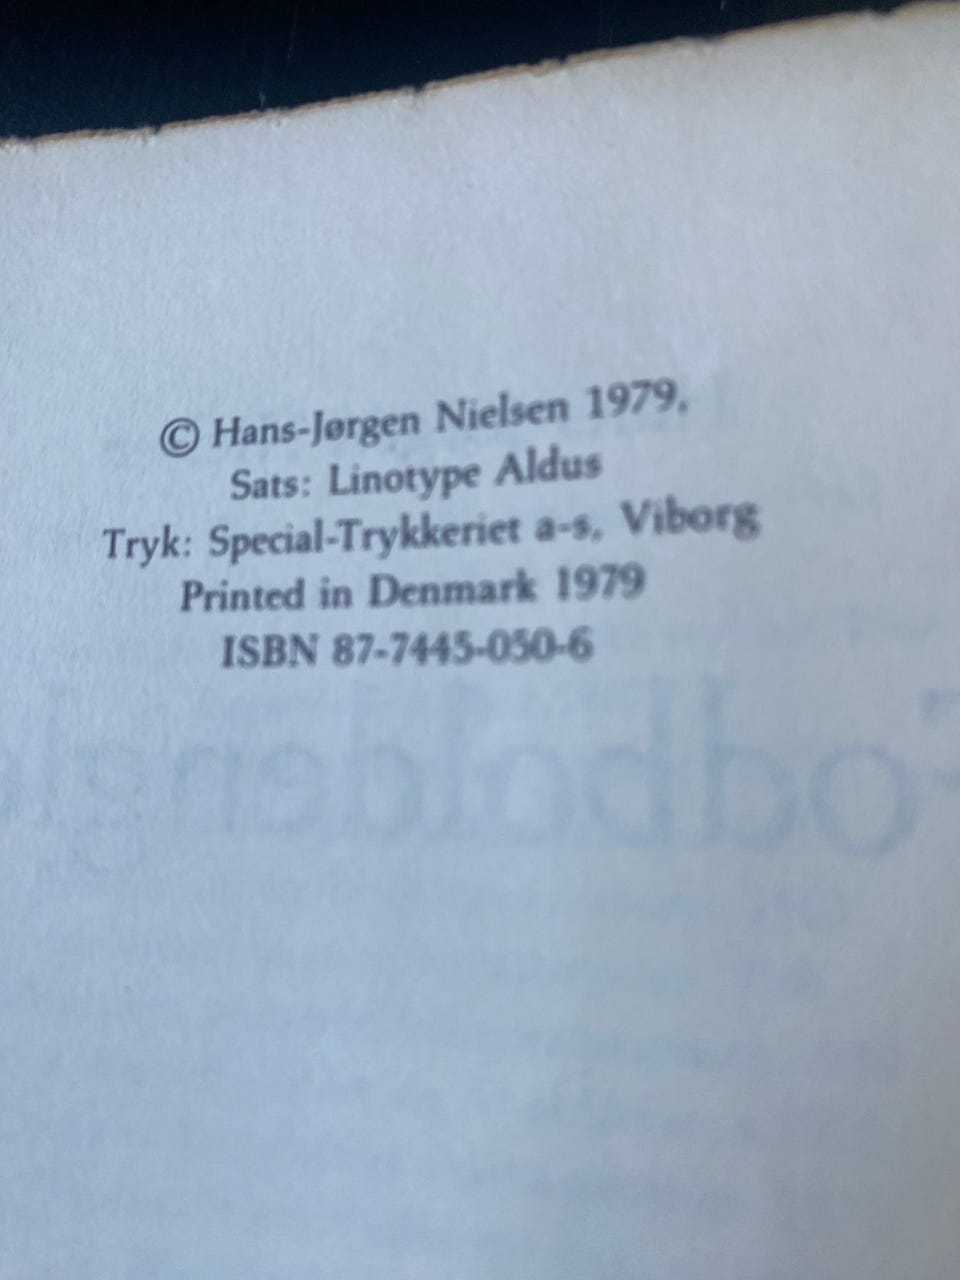 © Hans-Jørgen Nielsen 1979.
Sats: Linotype Aldus
Tryk: Special-Trykkeriet a-s, Viborg
Printed in Denmark 1979
ISBN 87-7445-050-6